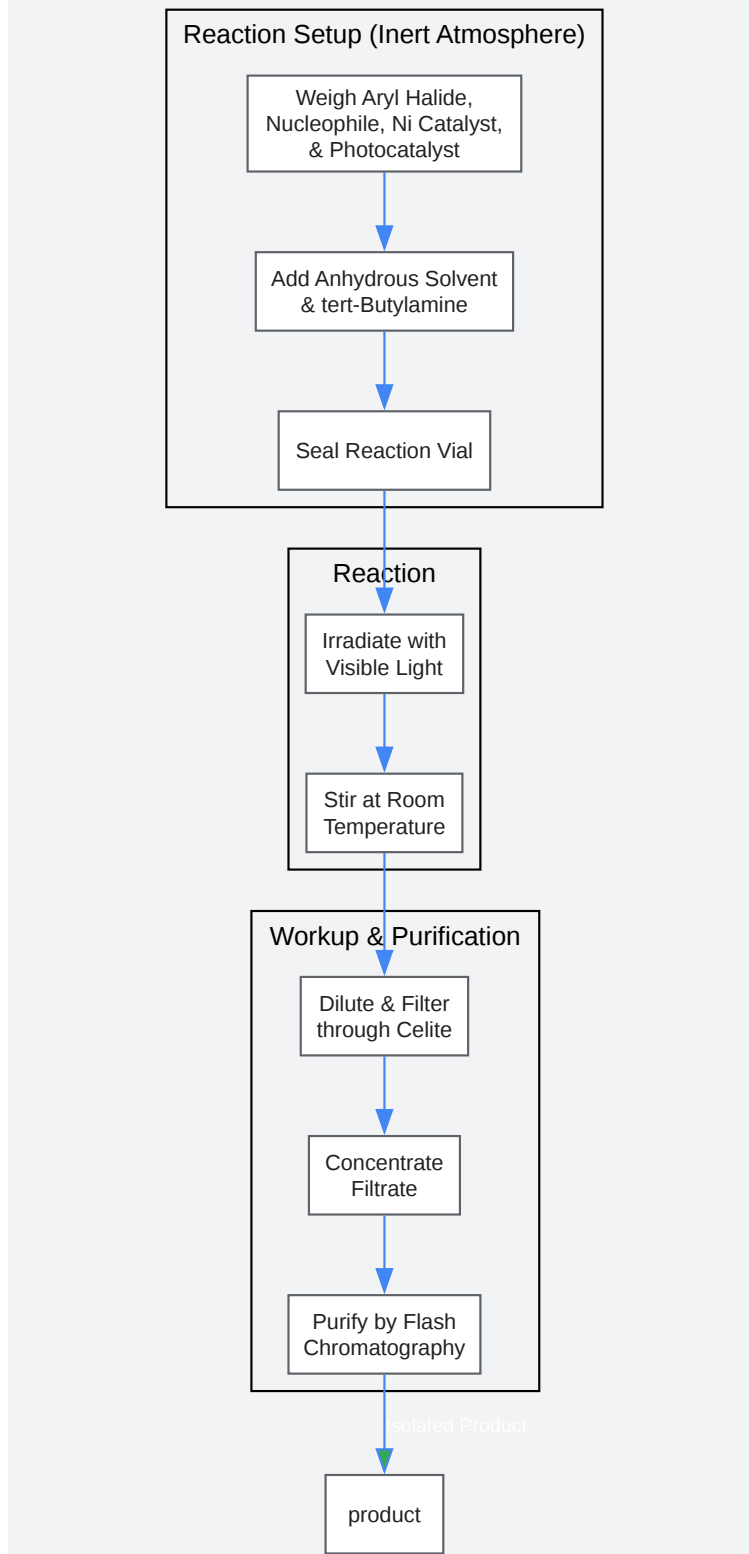 Reaction Setup (Inert Atmosphere)
Weigh Aryl Halide,
Nucleophile, Ni Catalyst,
& Photocatalyst
Add Anhydrous Solvent
& tert-Butylamine
Seal Reaction Vial
Reaction
Irradiate with
Visible Light
Stir at Room
Temperature
Workup & Purification
Dilute & Filter
through Celite
Concentrate
Filtrate
Purify by Flash
Chromatography
Isolated Product
product